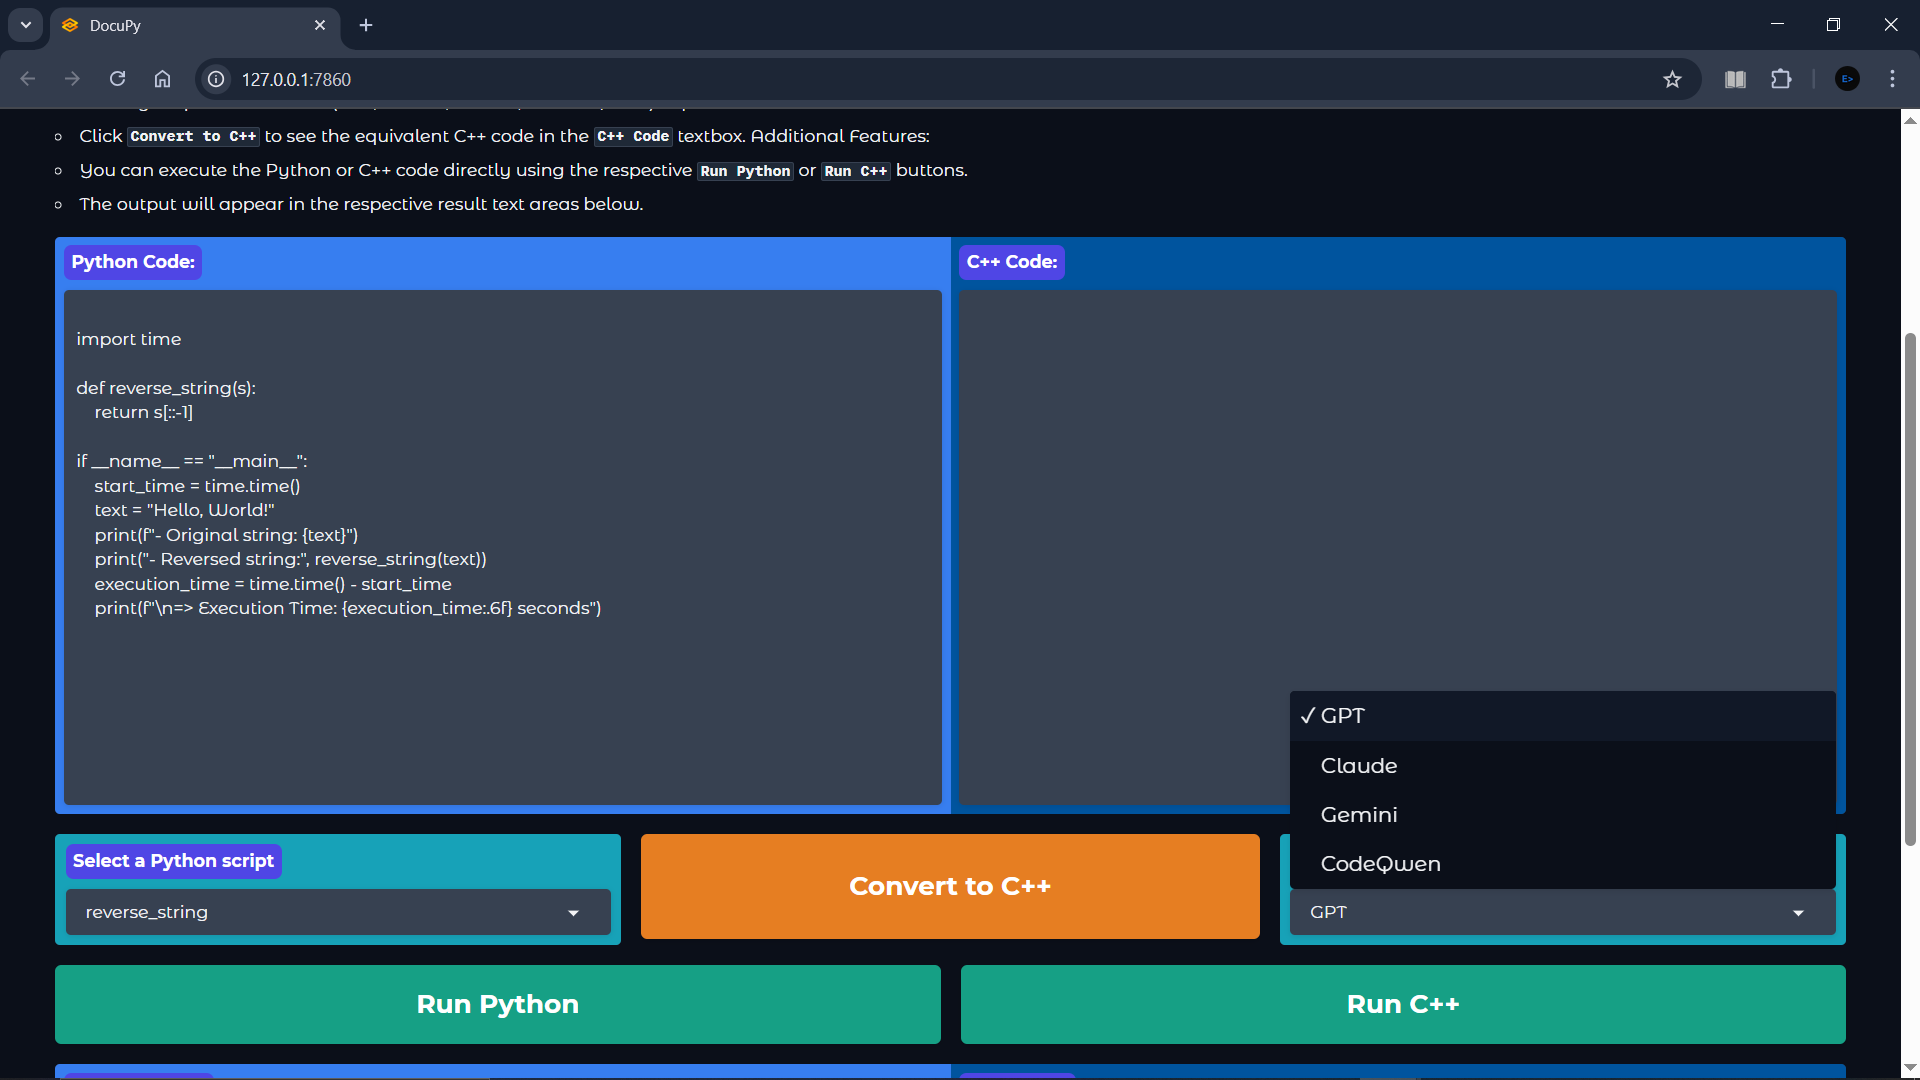 DocuPy
127.0.0.1:7860
Click Convert to C++ to see the equivalent C++ code in the C++ Code textbox. Additional Features:
You can execute the Python or C++ code directly using the respective Run Python or Run C++ buttons.
The output will appear in the respective result text areas below.
Python Code:
import time
def reverse_string(s):
return s[::-1]
if __name__ == "__main__":
start_time = time.time()
text = "Hello, World!"
print(f"- Original string: {text}")
print("- Reversed string:", reverse_string(text))
execution_time = time.time() - start_time
print(f"\n=> Execution Time: {execution_time:.6f} seconds")
C++ Code:
✓ GPT
Claude
Gemini
CodeQwen
Select a Python script
reverse_string
Convert to C++
GPT
Run Python
Run C++